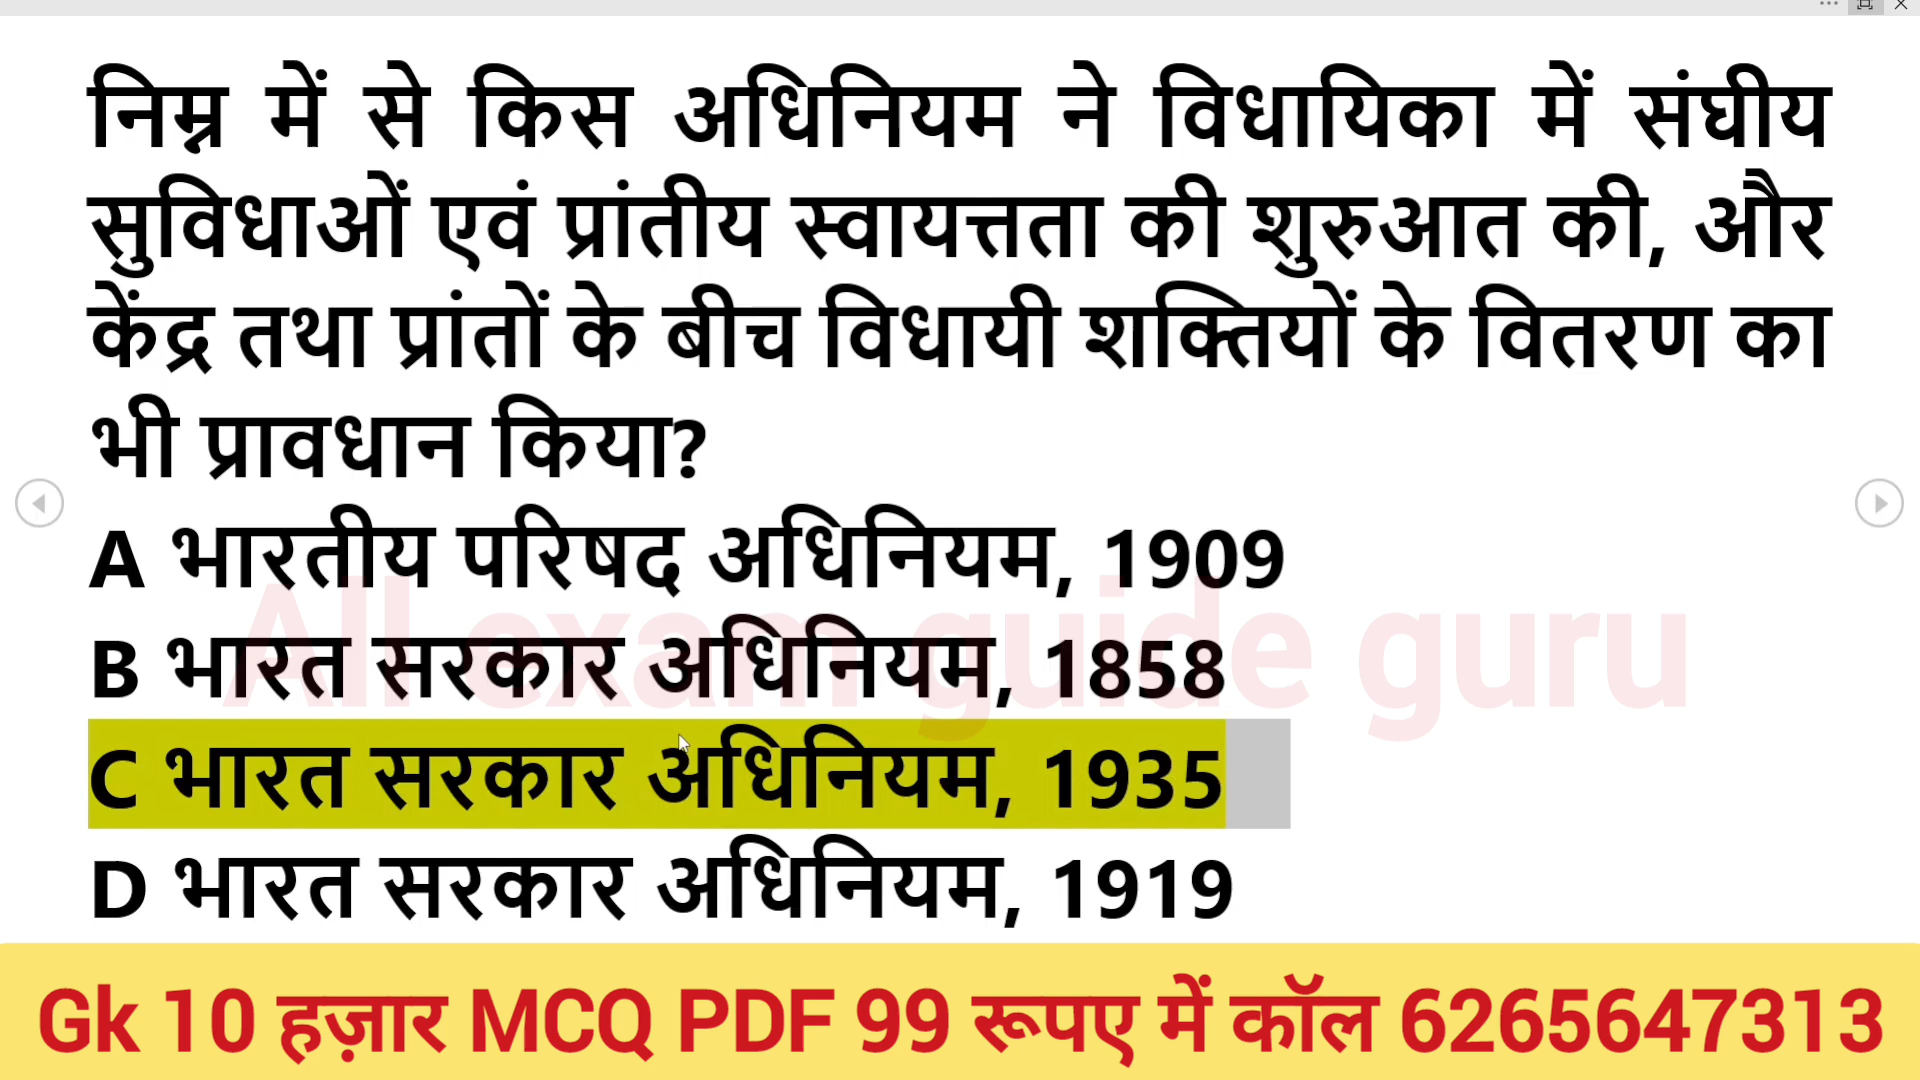 निम्न में से किस अधिनियम ने विधायिका में संघीय
सुविधाओं एवं प्रांतीय स्वायत्तता की शुरुआत की, और
केंद्र तथा प्रांतों के बीच विधायी शक्तियों के वितरण का
भी प्रावधान किया?
A भारतीय परिषद अधिनियम, 1909
All exam guide guru
B भारत सरकार अधिनियम, 1858
C भारत सरकार अधिनियम, 1935
D भारत सरकार अधिनियम, 1919
Gk 10 हज़ार MCQ PDF 99 रूपए में कॉल 6265647313